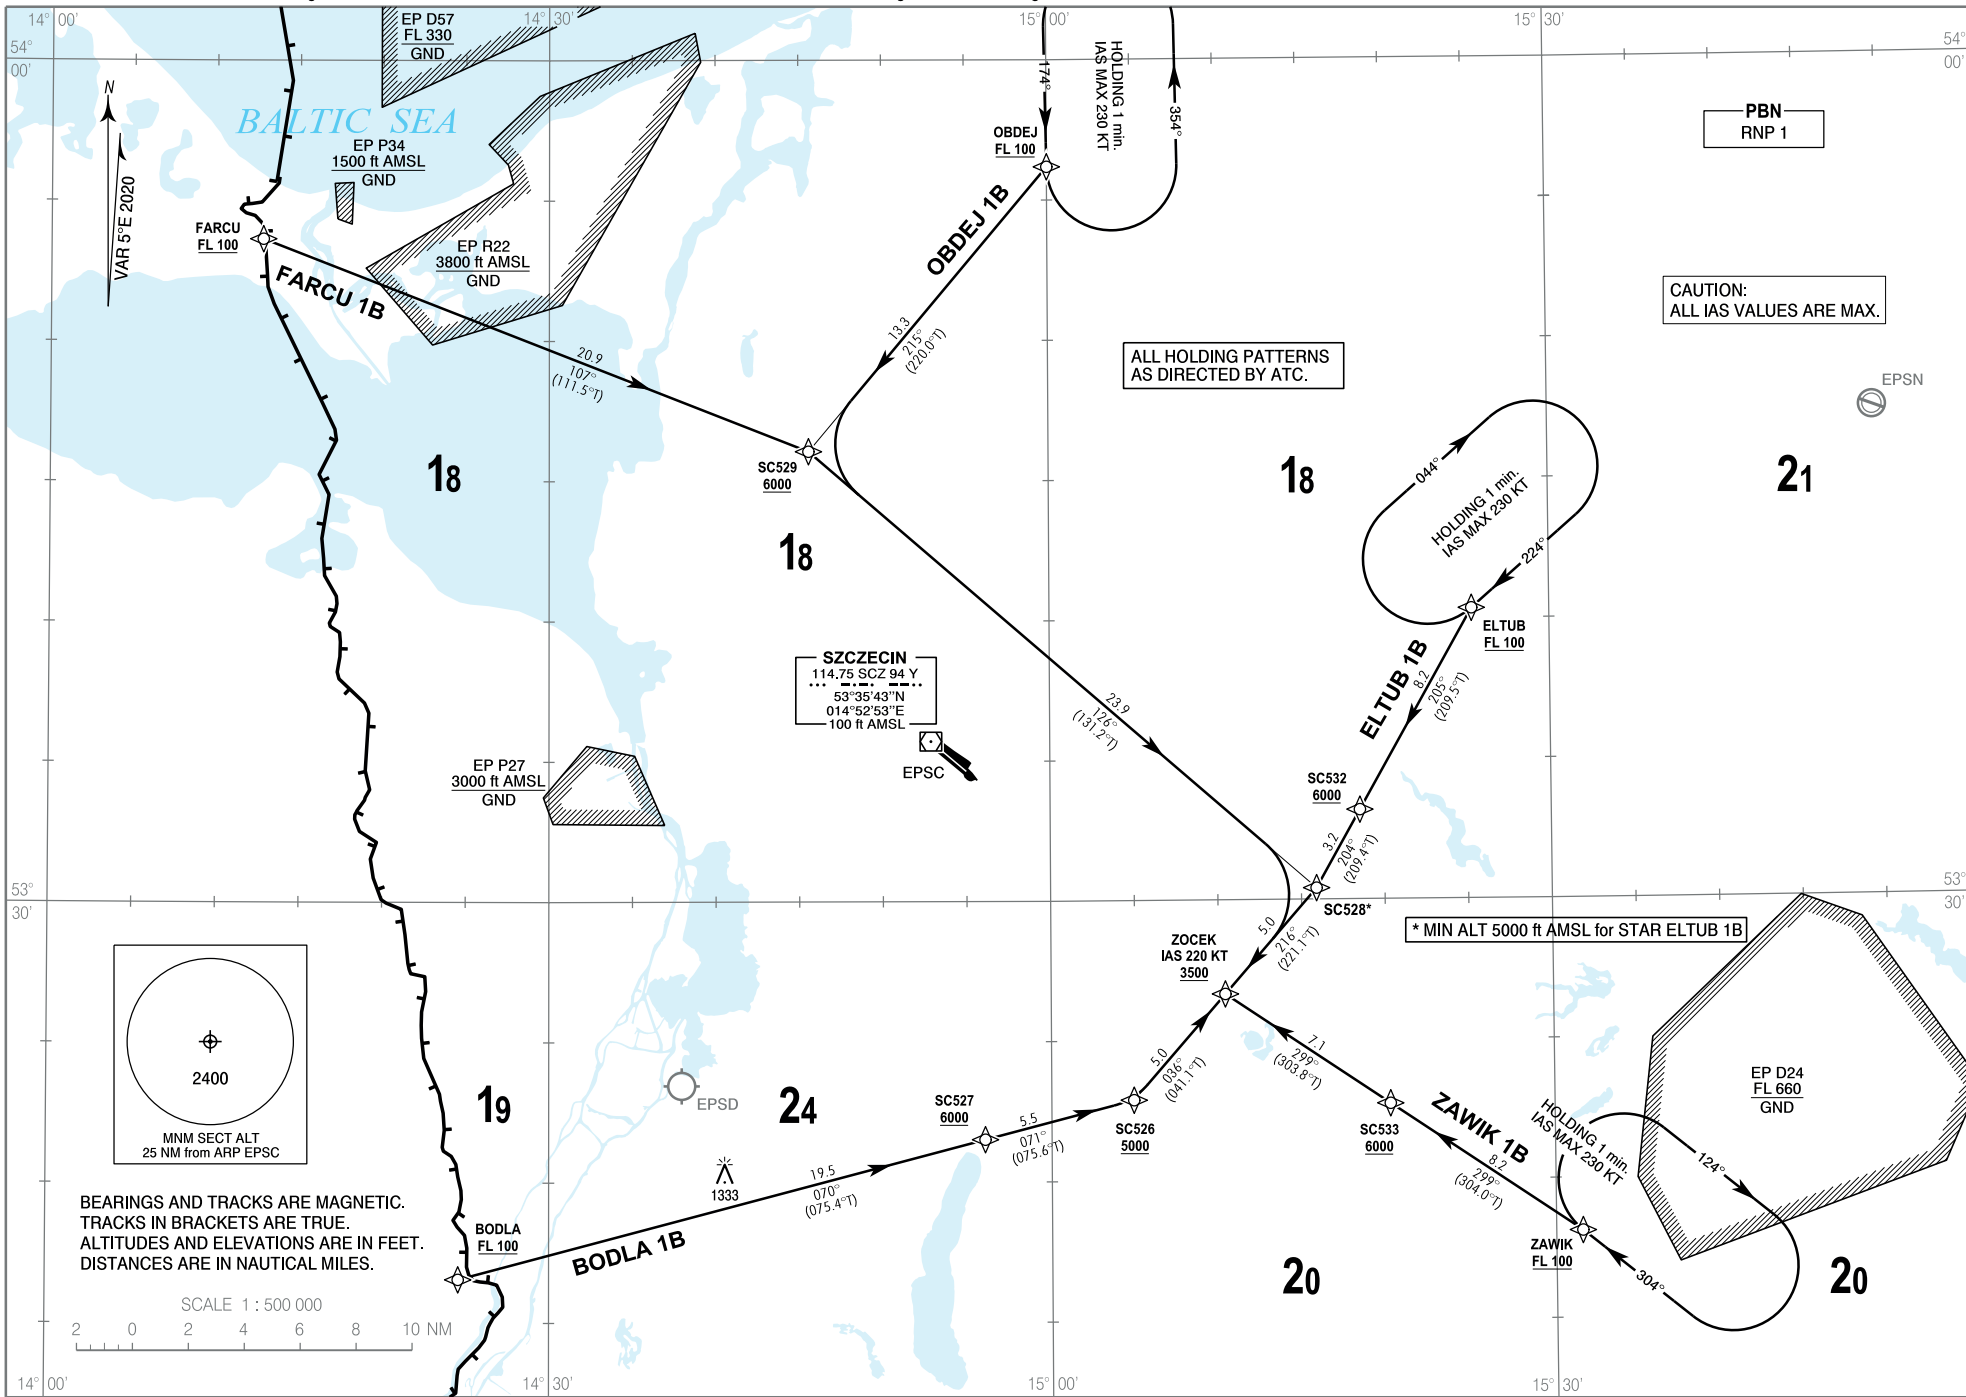 14° 00'
14° 30'
15° 00'
15° 30'
54°
00'
54°
00'
EP D57
FL 330
GND
BALTIC SEA
N
VAR 5°E 2020
EP P34
1500 ft AMSL
GND
174°
HOLDING 1 min.
IAS MAX 230 KT
354°
OBDEJ
FL 100
PBN
RNP 1
FARCU
FL 100
EP R22
3800 ft AMSL
GND
FARCU 1B
OBDEJ 1B
20.9
107°
(111.5°T)
13.3
215°
(220.0°T)
CAUTION:
ALL IAS VALUES ARE MAX.
ALL HOLDING PATTERNS
AS DIRECTED BY ATC.
EPSN
18
SC529
6000
18
18
21
044°
HOLDING 1 min.
IAS MAX 230 KT
224°
ELTUB
FL 100
ELTUB 1B
8.2
205°
(209.5°T)
SZCZECIN
114.75 SCZ 94 Y
53°35'43"N
014°52'53"E
100 ft AMSL
EPSC
23.9
126°
(131.2°T)
EP P27
3000 ft AMSL
GND
SC532
6000
3.2
204°
(209.4°T)
53°
30'
53°
30'
SC528*
* MIN ALT 5000 ft AMSL for STAR ELTUB 1B
5.0
216°
(221.1°T)
ZOCEK
IAS 220 KT
3500
2400
MNM SECT ALT
25 NM from ARP EPSC
19
EPSD
24
SC527
6000
5.5
071°
(075.6°T)
SC526
5000
5.0
036°
(041.1°T)
7.1
299°
(303.8°T)
SC533
6000
ZAWIK 1B
8.2
299°
(304.0°T)
HOLDING 1 min.
IAS MAX 230 KT
124°
304°
EP D24
FL 660
GND
1333
19.5
070°
(075.4°T)
BODLA
FL 100
BODLA 1B
ZAWIK
FL 100
20
20
BEARINGS AND TRACKS ARE MAGNETIC.
TRACKS IN BRACKETS ARE TRUE.
ALTITUDES AND ELEVATIONS ARE IN FEET.
DISTANCES ARE IN NAUTICAL MILES.
SCALE 1 : 500 000
2 0 2 4 6 8 10 NM
14° 00'
14° 30'
15° 00'
15° 30'